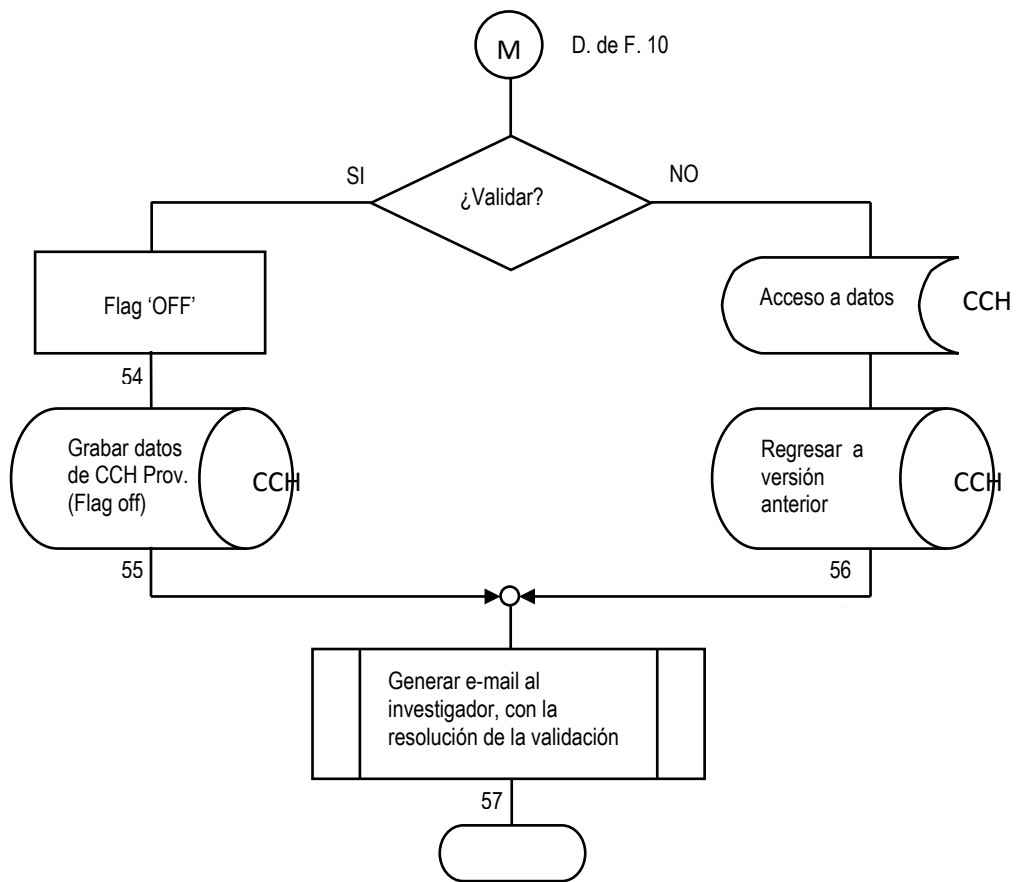 M
D. de F. 10
SI
¿Validar?
NO
Flag ‘OFF’
Acceso a datos
CCH
54
Grabar datos
de CCH Prov.
(Flag off)
CCH
Regresar a
versión
anterior
CCH
55
56
Generar e-mail al
investigador, con la
resolución de la validación
57